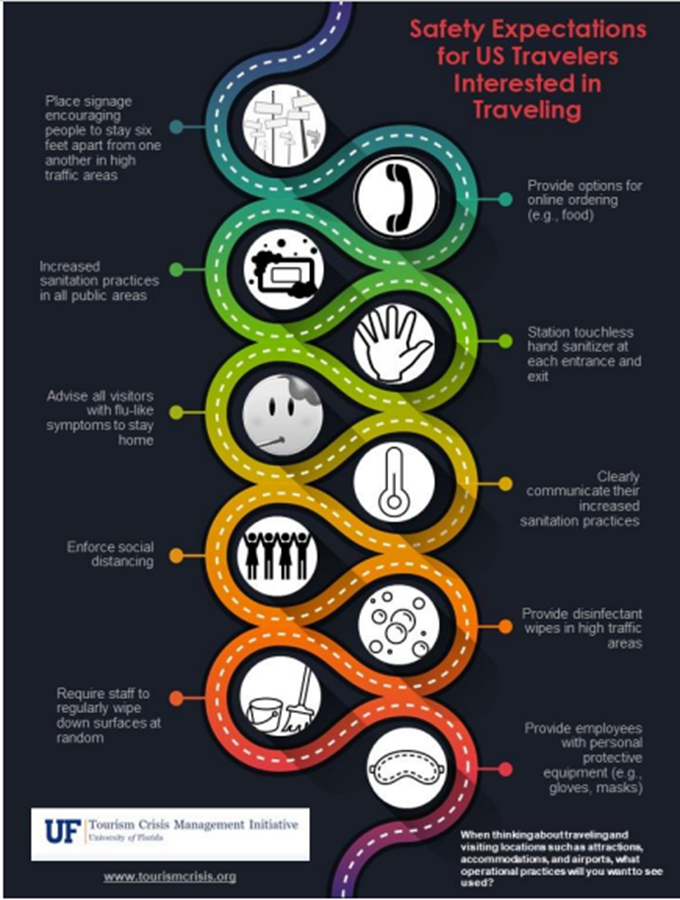 Safety Expectations
for US Travelers
Interested in
Traveling
Place signage
encouraging
people to stay six
feet apart from one
another in high
traffic areas
Provide options for
online ordering
(e.g., food)
Increased
sanitation practices
in all public areas
Station touchless
hand sanitizer at
each entrance and
exit
Advise all visitors
with flu-like
symptoms to stay
home
Clearly
communicate their
increased
sanitation practices
Enforce social
distancing
Provide disinfectant
wipes in high traffic
areas
Require staff to
regularly wipe
down surfaces at
random
Provide employees
with personal
protective
equipment (e.g.,
gloves, masks)
UF Tourism Crisis Management Initiative
University of Florida
www.tourismcrisis.org
When thinking about traveling and
visiting locations such as attractions,
accommodations, and airports, what
operational practices will you want to see
used?